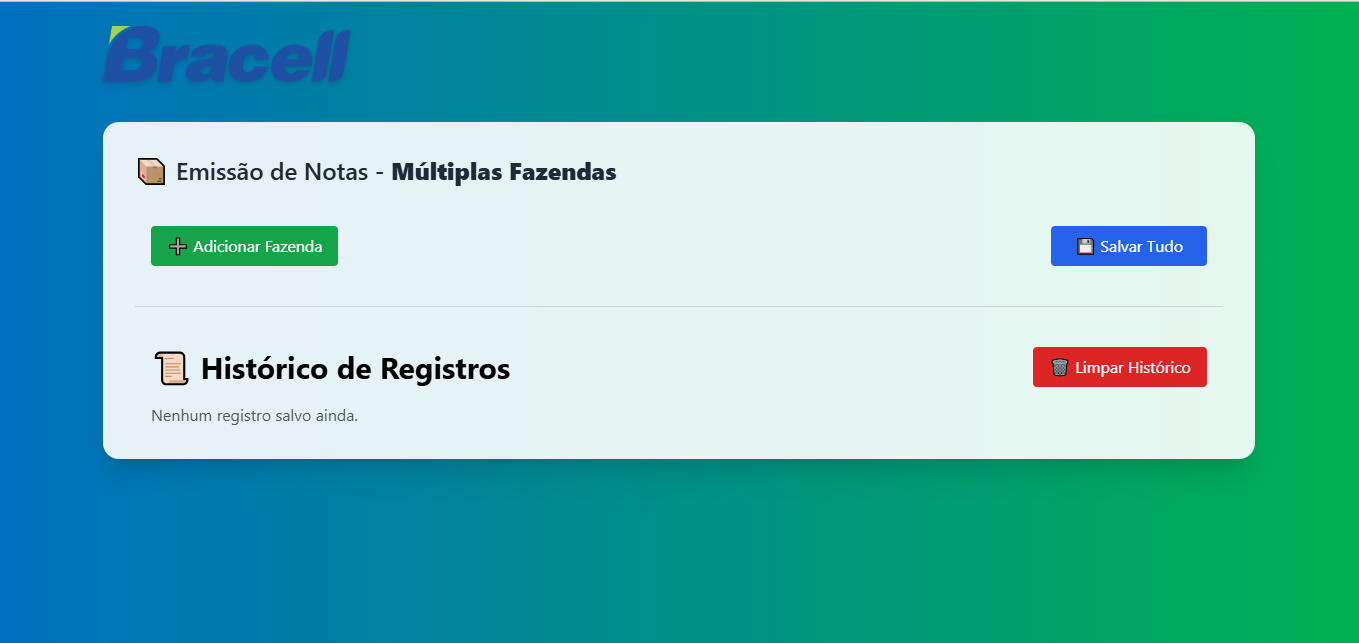 Bracell
Emissão de Notas - Múltiplas Fazendas
Adicionar Fazenda
Salvar Tudo
Histórico de Registros
Limpar Histórico
Nenhum registro salvo ainda.